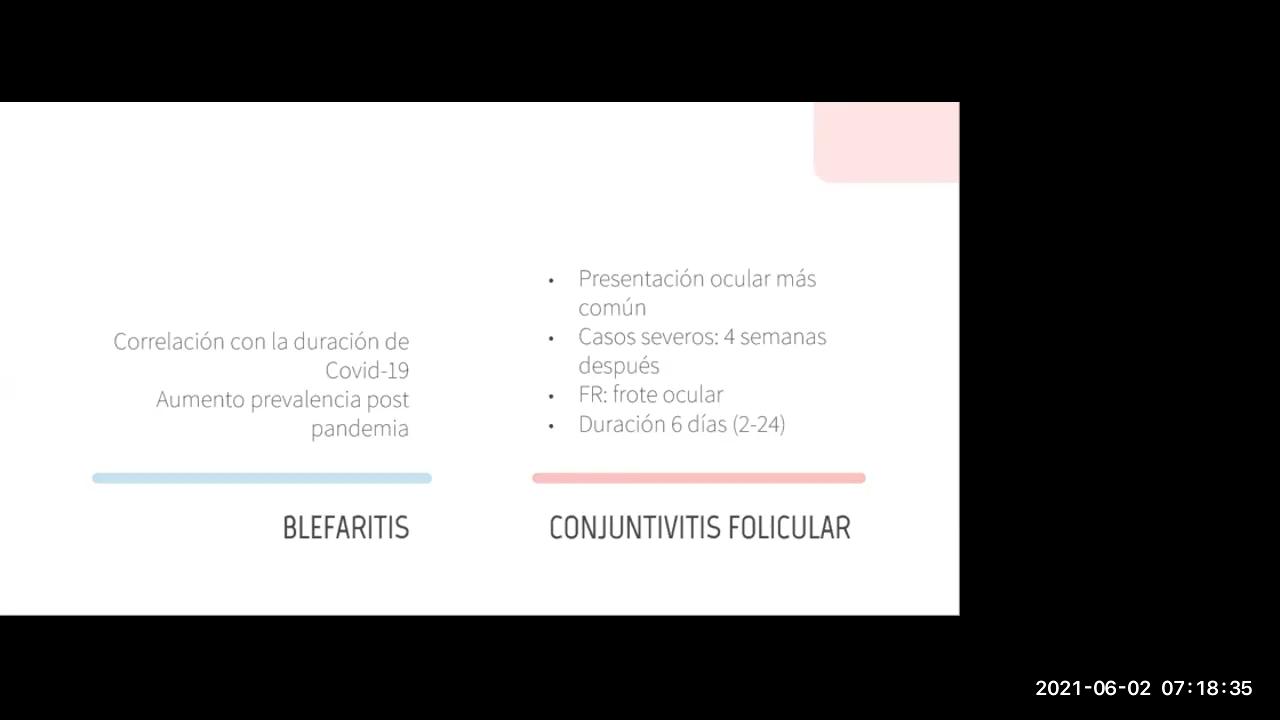 Correlación con la duración de
Covid-19
Aumento prevalencia post
pandemia
BLEFARITIS
• Presentación ocular más
común
• Casos severos: 4 semanas
después
• FR: frote ocular
• Duración 6 días (2-24)
CONJUNTIVITIS FOLICULAR
2021-06-02 07:18:35